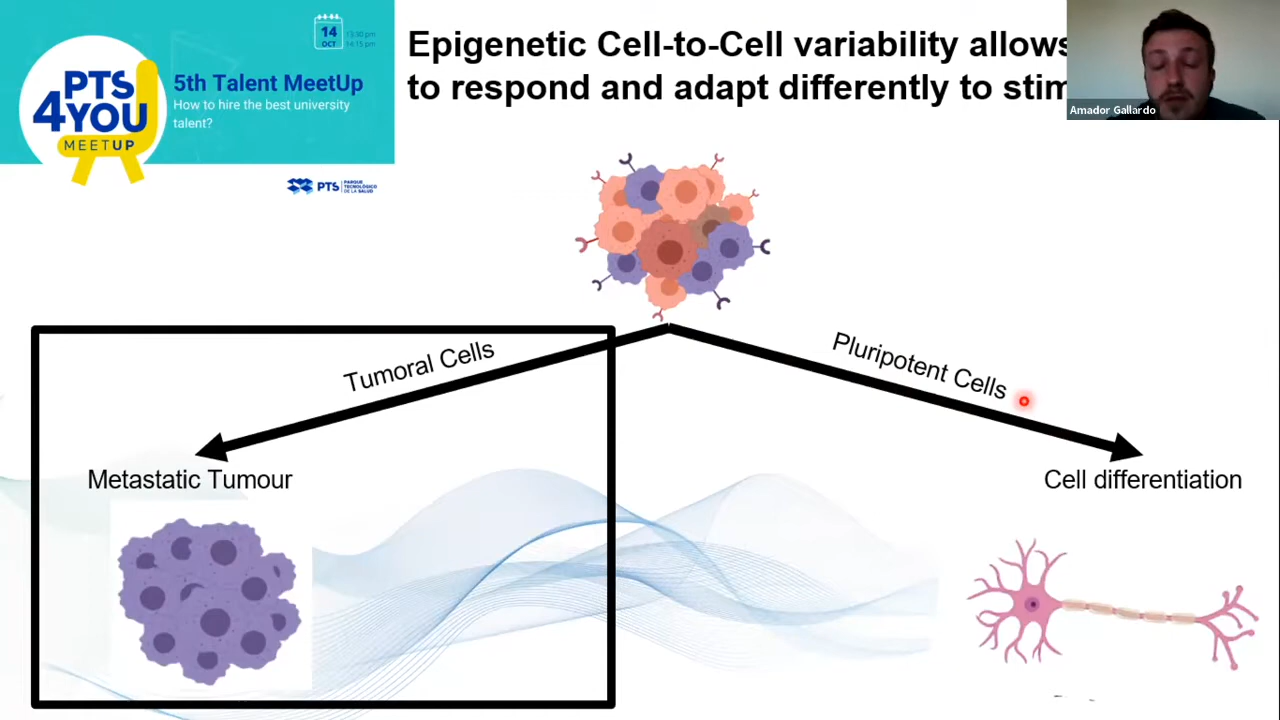 14
OCT
13:30 pm
14:15 pm
PTS
4YOU
MEETUP
5th Talent MeetUp
How to hire the best university
talent?
PTS
PARQUE
TECNOLÓGICO
DE LA SALUD
Epigenetic Cell-to-Cell variability allows
to respond and adapt differently to stim
Amador Gallardo
Tumoral Cells
Pluripotent Cells
Metastatic Tumour
Cell differentiation